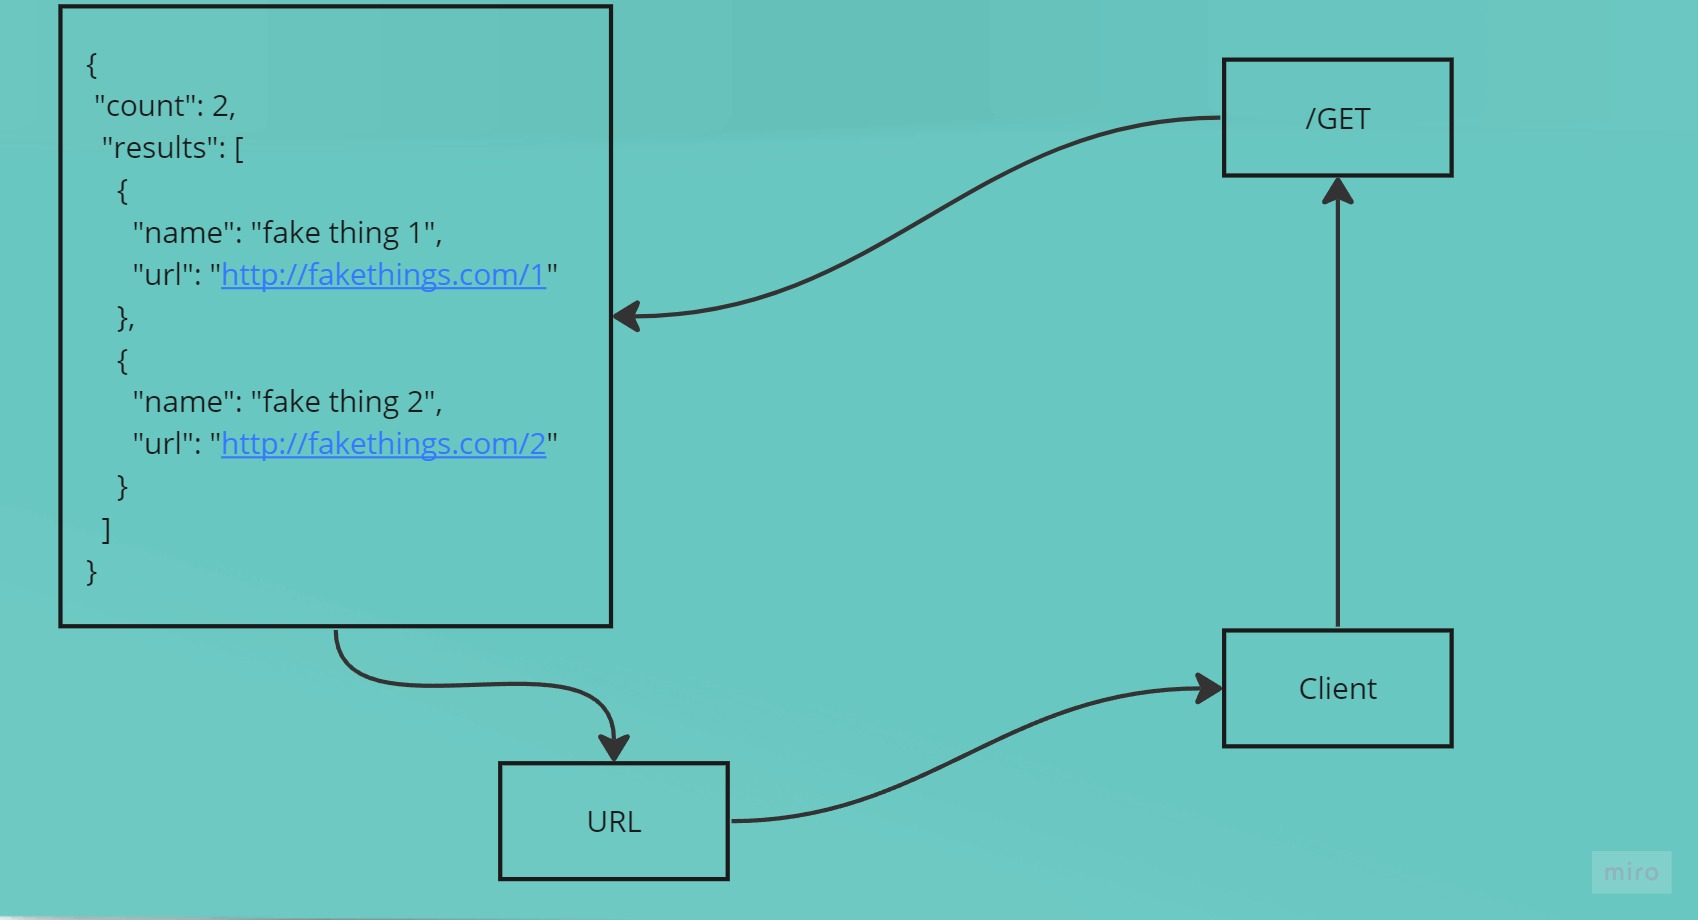 {
"count": 2,
"results": [
{
"name": "fake thing 1",
"url": "http://fakethings.com/1"
},
{
"name": "fake thing 2",
"url": "http://fakethings.com/2"
}
]
}
/GET
Client
URL
miro